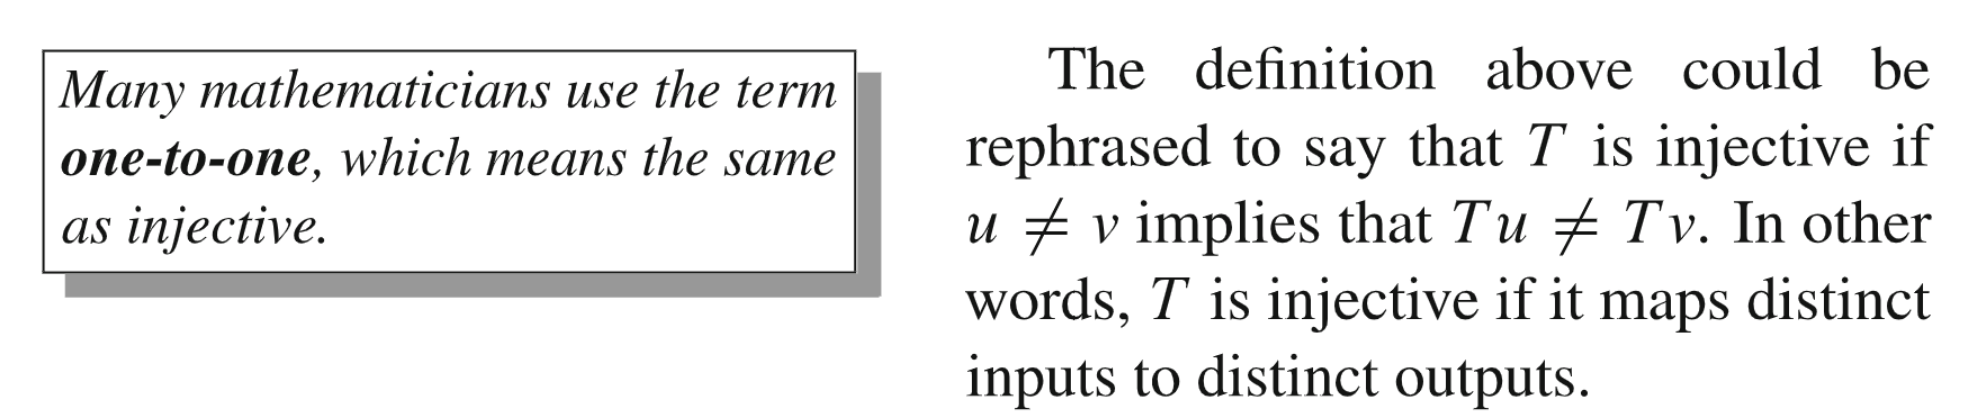 Many mathematicians use the term
one-to-one, which means the same
as injective.
The definition above could be
rephrased to say that T is injective if
u ≠ v implies that Tu ≠ Tv. In other
words, T is injective if it maps distinct
inputs to distinct outputs.